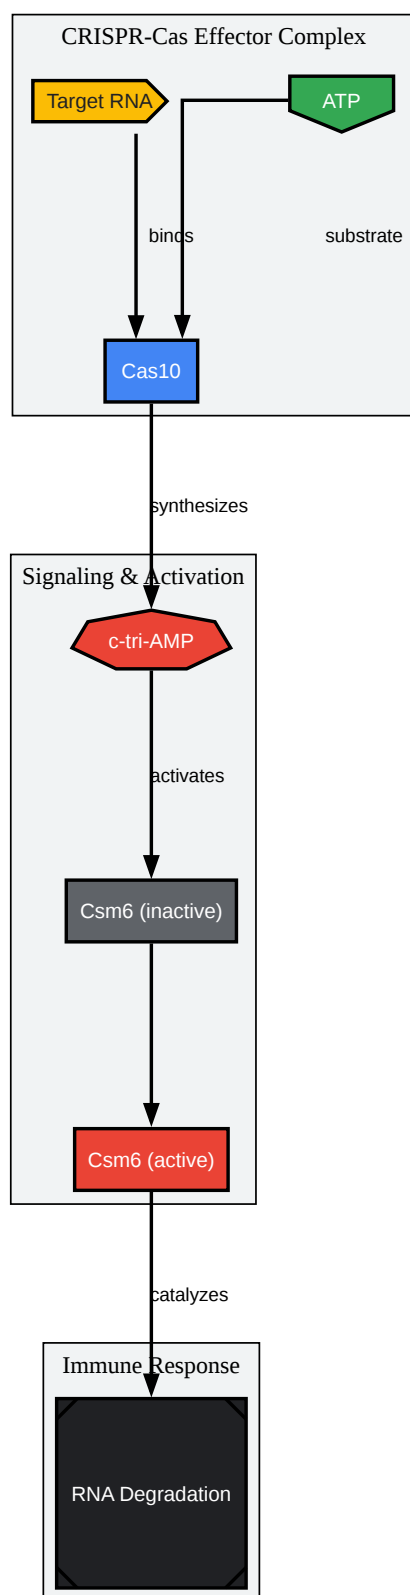 CRISPR-Cas Effector Complex
Target RNA
ATP
binds
substrate
Cas10
synthesizes
Signaling & Activation
c-tri-AMP
activates
Csm6 (inactive)
Csm6 (active)
catalyzes
Immune Response
RNA Degradation